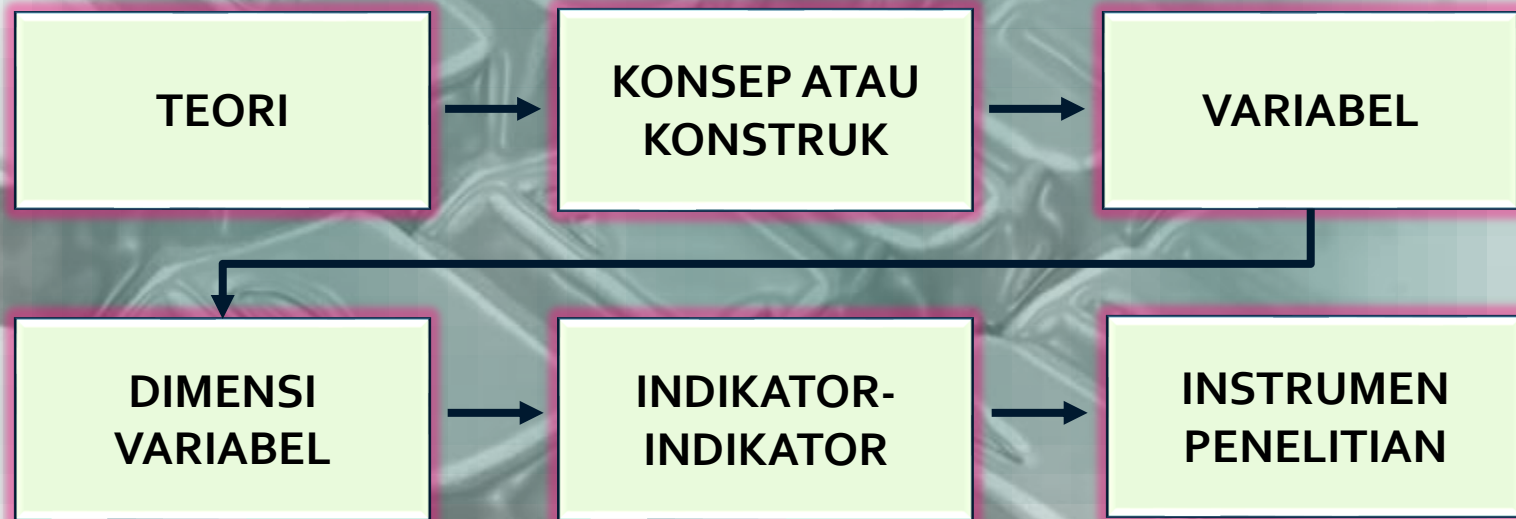 TEORI
KONSEP ATAU
KONSTRUK
VARIABEL
DIMENSI
VARIABEL
INDIKATOR-
INDIKATOR
INSTRUMEN
PENELITIAN